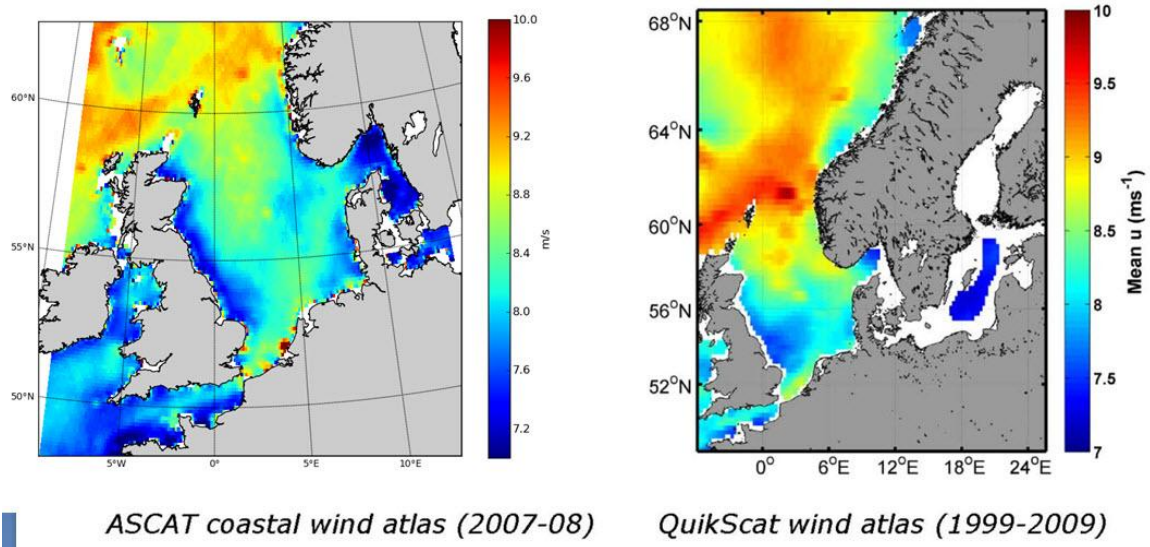 10.0
9.6
9.2
8.8
8.4
8.0
7.6
7.2
m/s
60°N
55°N
50°N
5°W
0°
5°E
10°E
68°N
64°N
60°N
56°N
52°N
0°
6°E
12°E
18°E
24°E
10
9.5
9
8.5
8
7.5
7
Mean u (ms⁻¹)
ASCAT coastal wind atlas (2007-08)
QuikScat wind atlas (1999-2009)